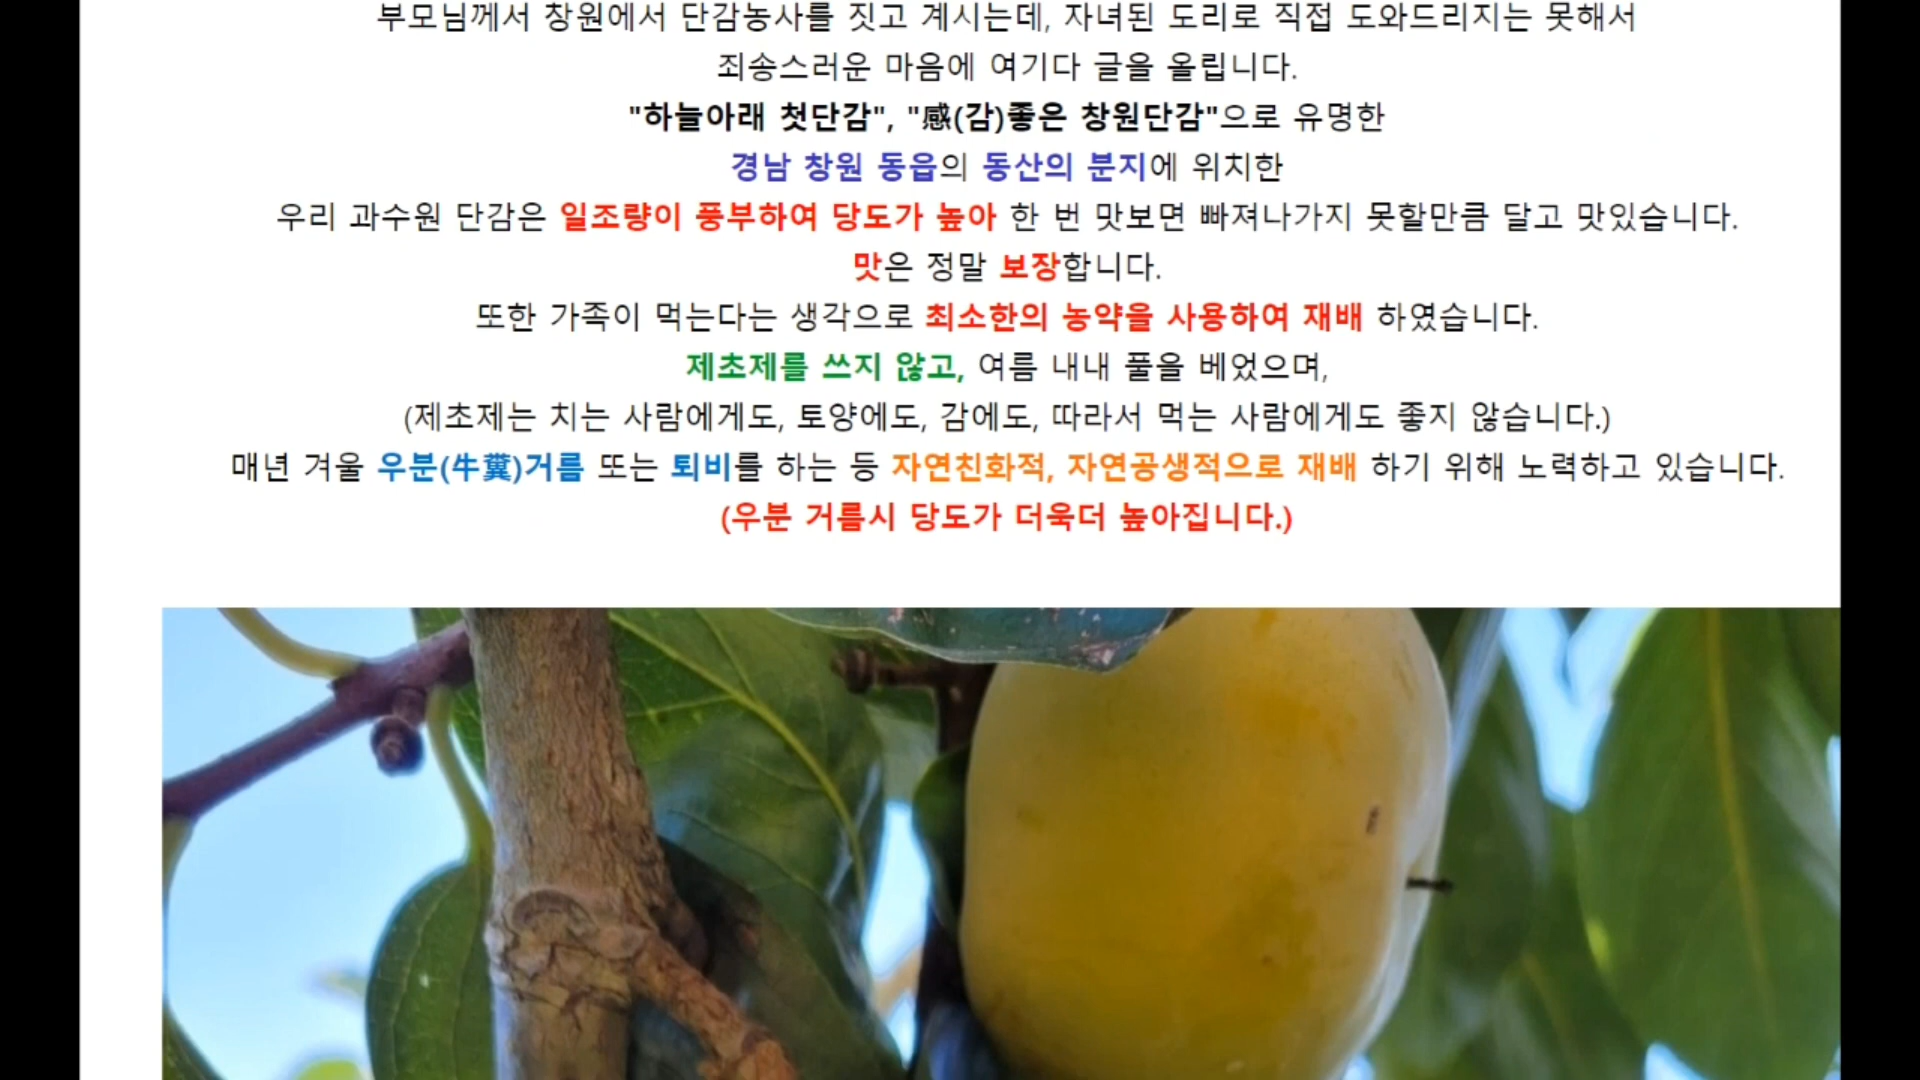 부모님께서 창원에서 단감농사를 짓고 계시는데, 자녀된 도리로 직접 도와드리지는 못해서
죄송스러운 마음에 여기다 글을 올립니다.
"하늘아래 첫단감", "感(감)좋은 창원단감"으로 유명한
경남 창원 동읍의 동산의 분지에 위치한
우리 과수원 단감은 일조량이 풍부하여 당도가 높아 한 번 맛보면 빠져나가지 못할만큼 달고 맛있습니다.
맛은 정말 보장합니다.
또한 가족이 먹는다는 생각으로 최소한의 농약을 사용하여 재배 하였습니다.
제초제를 쓰지 않고, 여름 내내 풀을 베었으며,
(제초제는 치는 사람에게도, 토양에도, 감에도, 따라서 먹는 사람에게도 좋지 않습니다.)
매년 겨울 우분(牛糞)거름 또는 퇴비를 하는 등 자연친화적, 자연공생적으로 재배 하기 위해 노력하고 있습니다.
(우분 거름시 당도가 더욱더 높아집니다.)